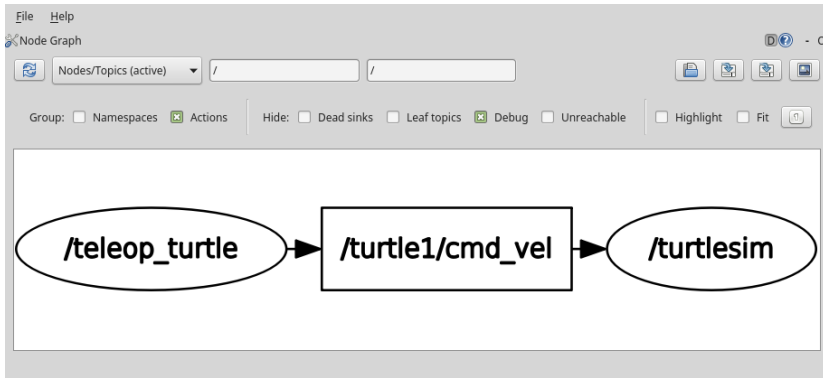 File Help
Node Graph D ? - C
Nodes/Topics (active) / /
Group: Namespaces Actions Hide: Dead sinks Leaf topics Debug Unreachable Highlight Fit
/teleop_turtle /turtle1/cmd_vel /turtlesim